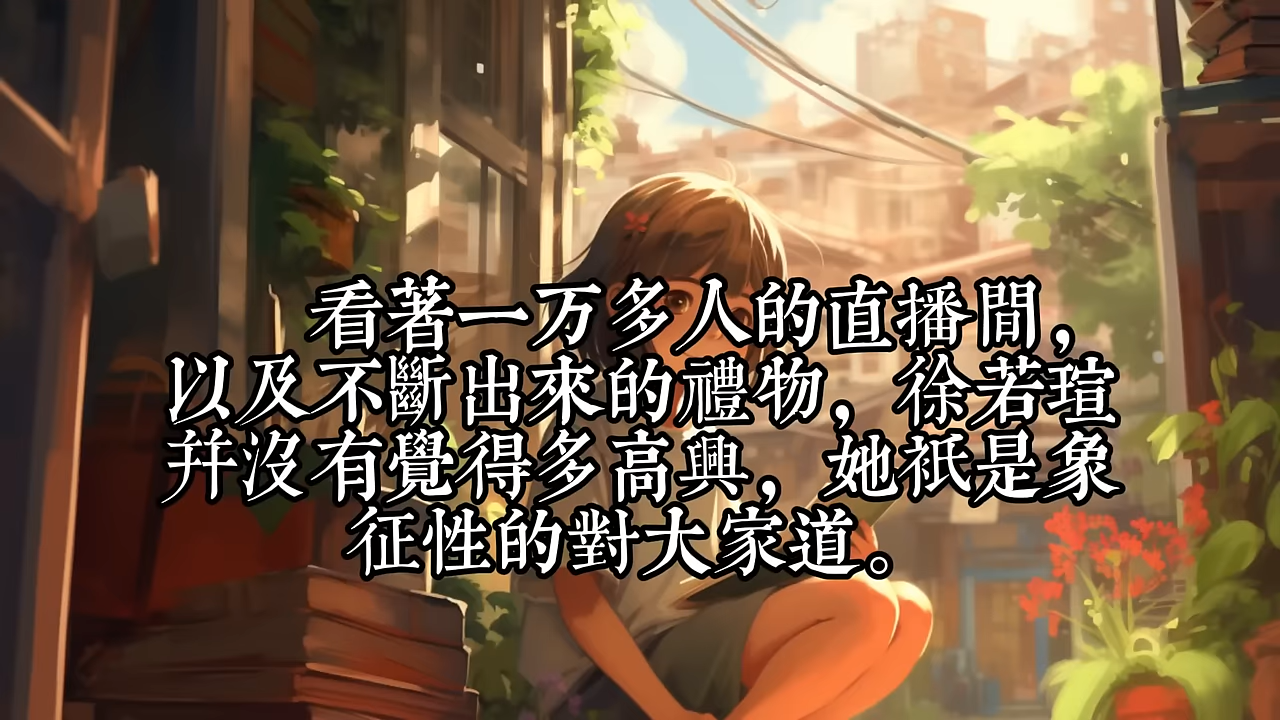 看著一万多人的直播間，
以及不斷出來的禮物，徐若瑄
并沒有覺得多高興，她衹是象
征性的對大家道。